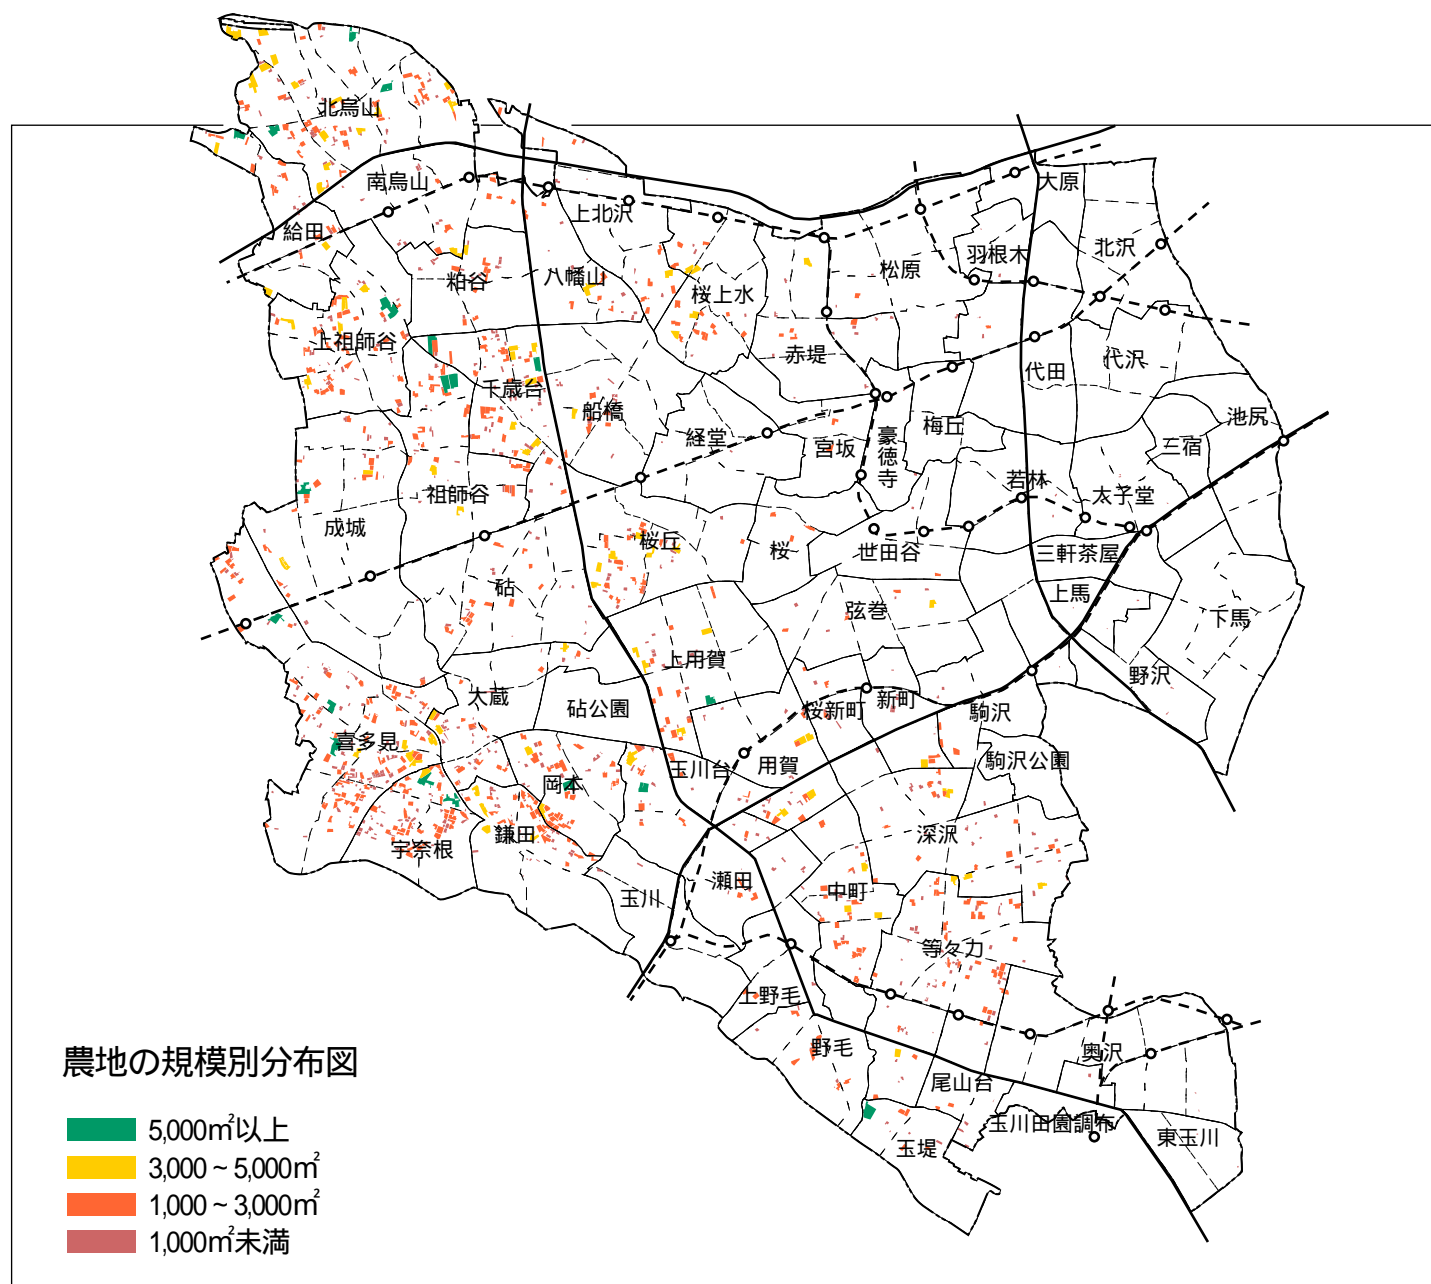 北烏山
南烏山
大原
上北沢
給田
北沢
羽根木
松原
粕谷
八幡山
桜上水
上祖師谷
赤堤
代沢
代田
千歳台
船橋
池尻
梅丘
経堂
宮坂
豪徳寺
三宿
若林
祖師谷
太子堂
成城
桜丘
桜
世田谷
三軒茶屋
砧
上馬
弦巻
下馬
上用賀
野沢
大蔵
新町
砧公園
桜新町
駒沢
喜多見
駒沢公園
用賀
玉川台
岡本
鎌田
深沢
宇奈根
瀬田
中町
玉川
等々力
上野毛
野毛
奥沢
尾山台
玉川田園調布
東玉川
玉堤
農地の規模別分布図
5,000㎡以上
3,000～5,000㎡
1,000～3,000㎡
1,000㎡未満